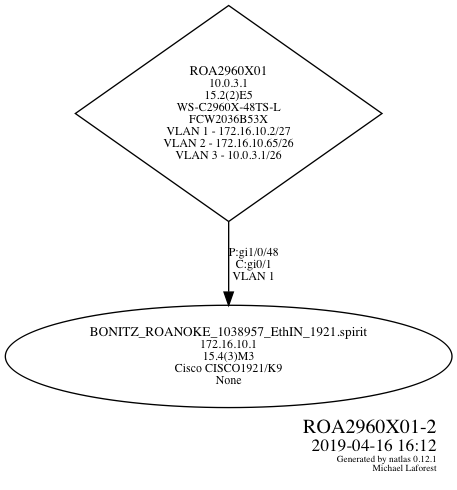 ROA2960X01
10.0.3.1
15.2(2)E5
WS-C2960X-48TS-L
FCW2036B53X
VLAN 1 - 172.16.10.2/27
VLAN 2 - 172.16.10.65/26
VLAN 3 - 10.0.3.1/26
P:gi1/0/48
C:gi0/1
VLAN 1
BONITZ_ROANOKE_1038957_EthIN_1921.spirit
172.16.10.1
15.4(3)M3
Cisco CISCO1921/K9
None
ROA2960X01-2
2019-04-16 16:12
Generated by natlas 0.12.1
Michael Laforest